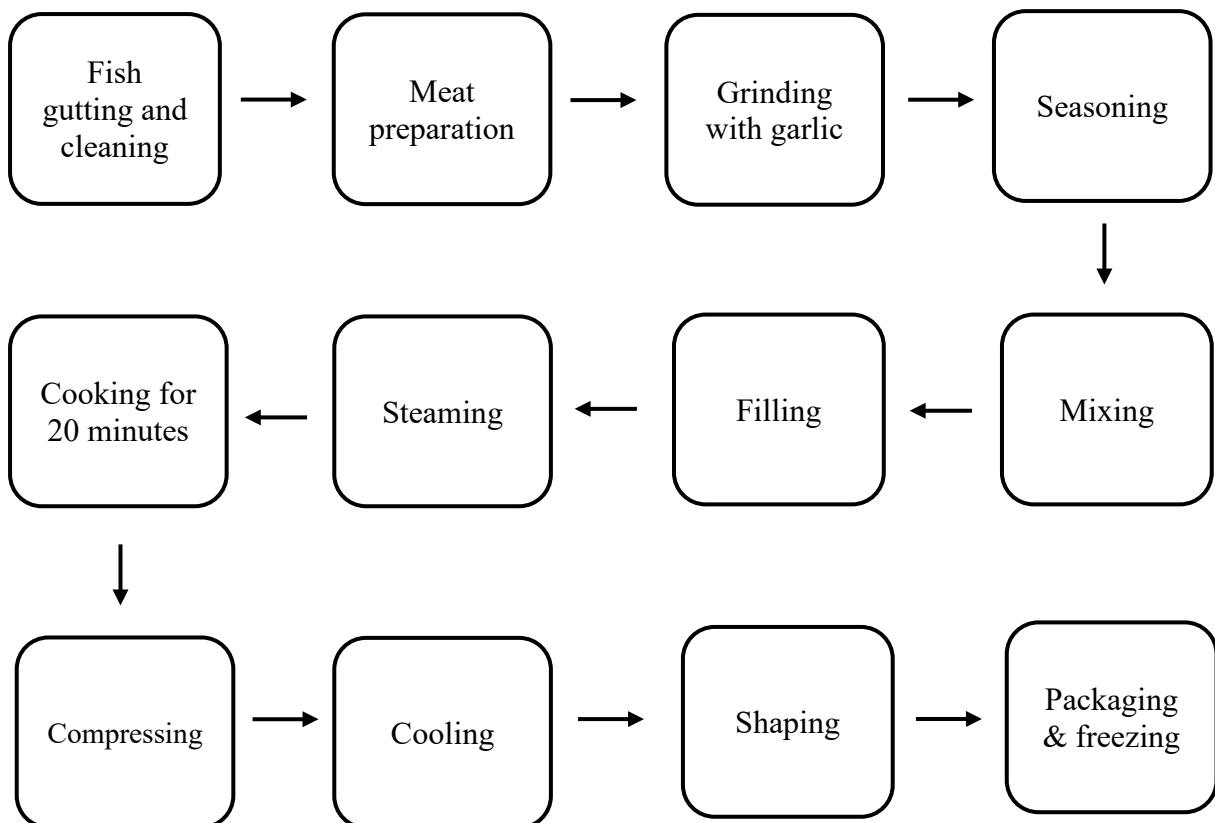 Fish
gutting and
cleaning
Meat
preparation
Grinding
with garlic
Seasoning
Mixing
Filling
Steaming
Cooking for
20 minutes
Compressing
Cooling
Shaping
Packaging
& freezing